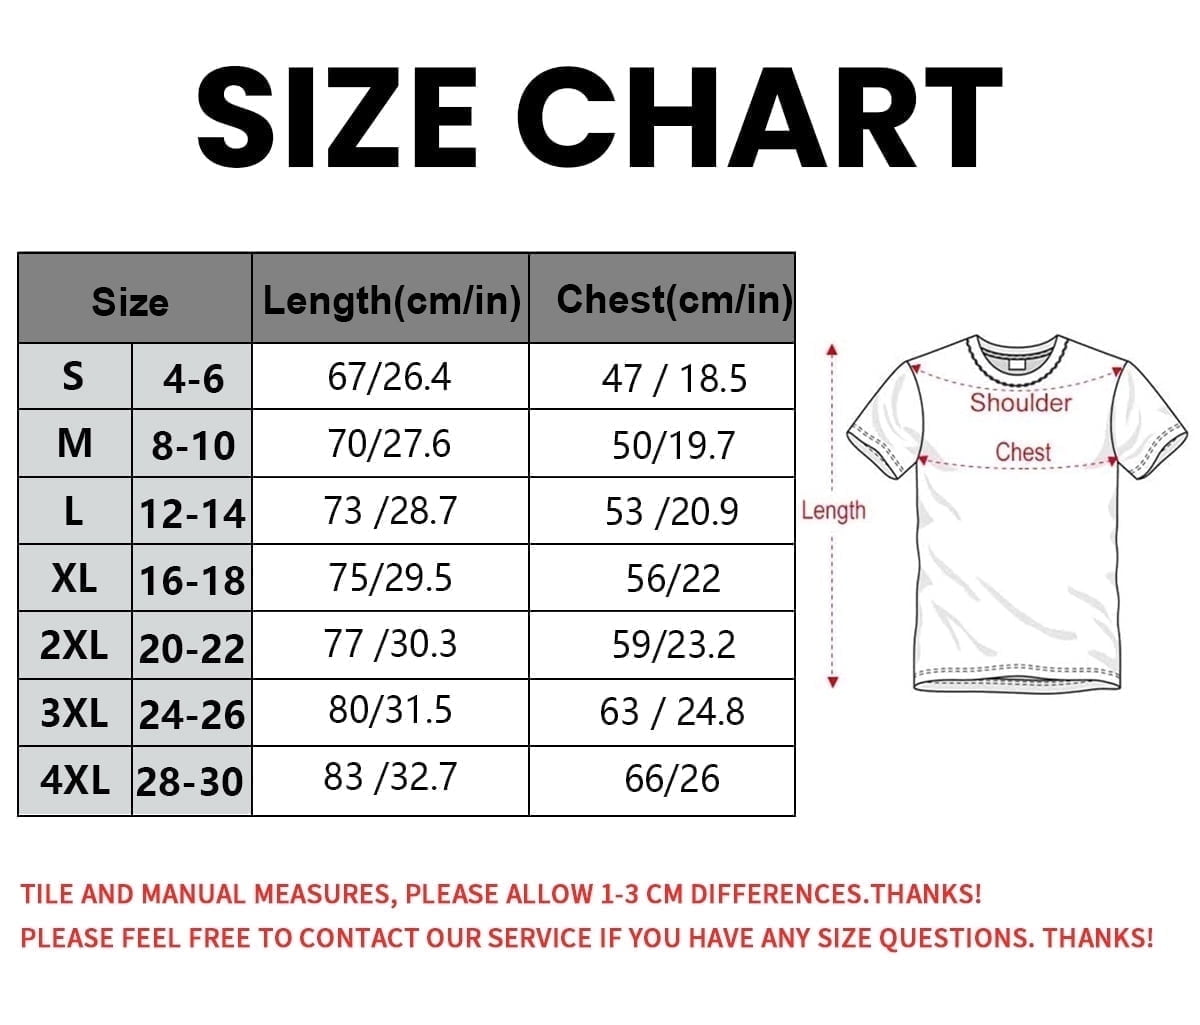 SIZE CHART
Size Length(cm/in) Chest(cm/in)
S 4-6 67/26.4 47 / 18.5
M 8-10 70/27.6 50/19.7
L 12-14 73 /28.7 53 /20.9
XL 16-18 75/29.5 56/22
2XL 20-22 77 /30.3 59/23.2
3XL 24-26 80/31.5 63 / 24.8
4XL 28-30 83 /32.7 66/26
Shoulder
Chest
Length
TILE AND MANUAL MEASURES, PLEASE ALLOW 1-3 CM DIFFERENCES.THANKS!
PLEASE FEEL FREE TO CONTACT OUR SERVICE IF YOU HAVE ANY SIZE QUESTIONS. THANKS!